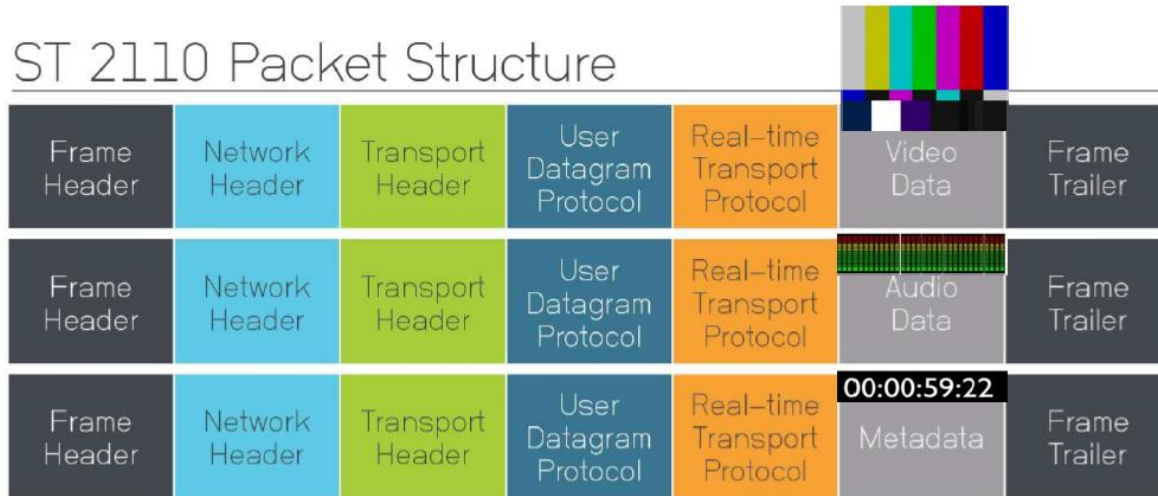 ST 2110 Packet Structure
Frame Header
Network Header
Transport Header
User Datagram Protocol
Real-time Transport Protocol
Video Data
Frame Trailer
Frame Header
Network Header
Transport Header
User Datagram Protocol
Real-time Transport Protocol
Audio Data
Frame Trailer
Frame Header
Network Header
Transport Header
User Datagram Protocol
Real-time Transport Protocol
00:00:59:22
Metadata
Frame Trailer